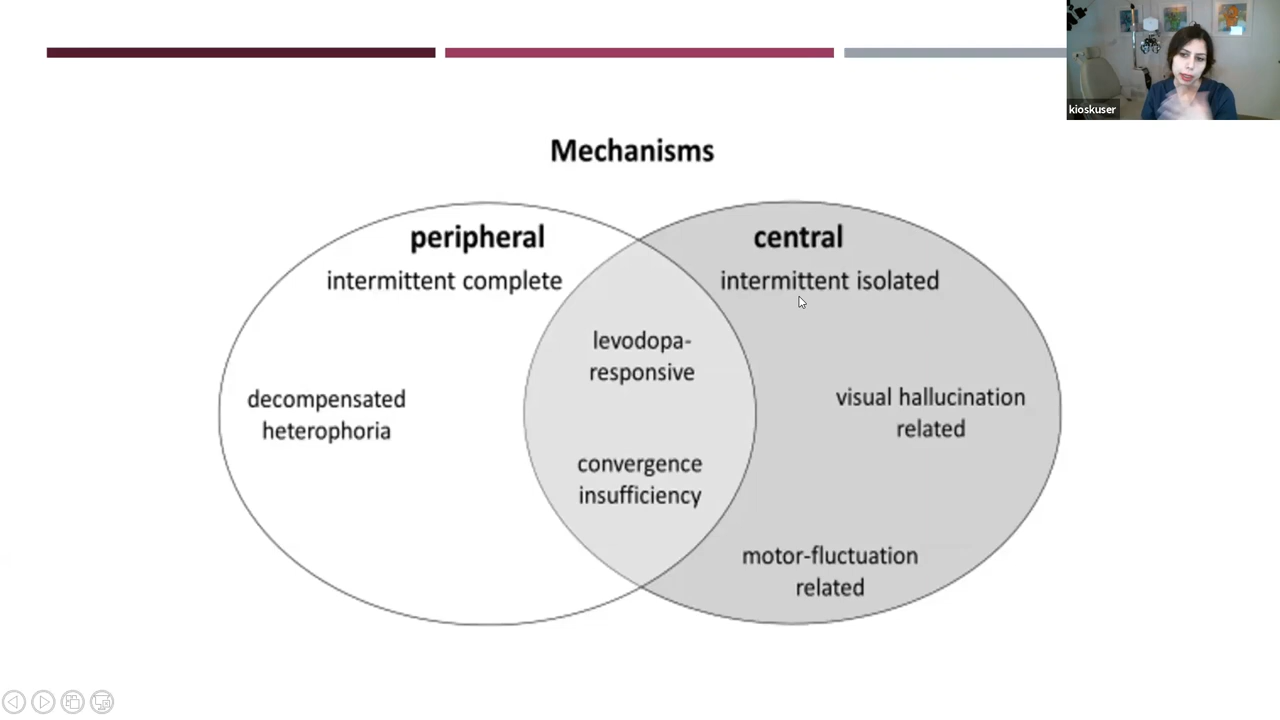 kioskuser
Mechanisms
peripheral
intermittent complete
decompensated
heterophoria
levodopa-
responsive
convergence
insufficiency
central
intermittent isolated
visual hallucination
related
motor-fluctuation
related